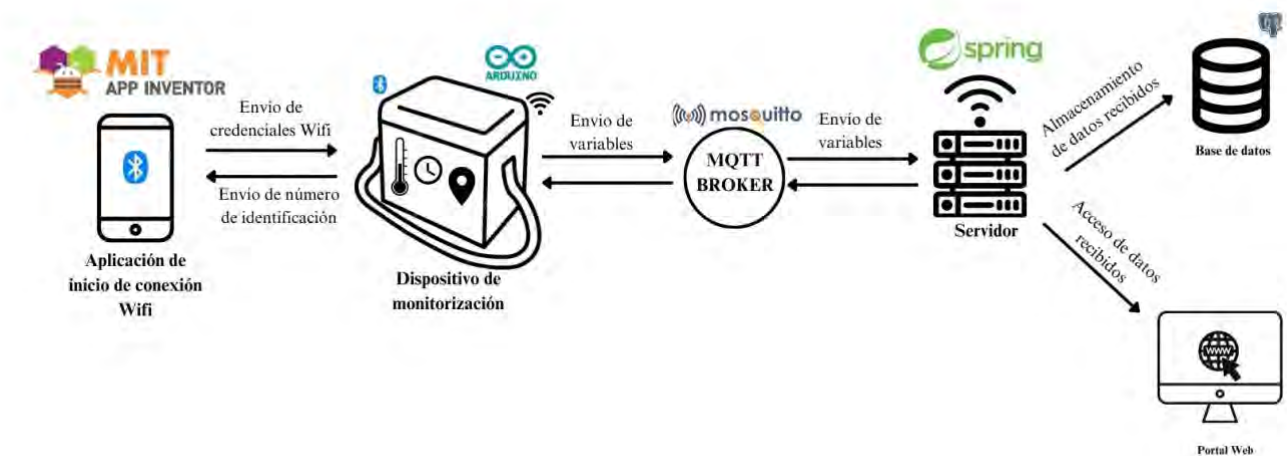 MIT
APP INVENTOR
Envío de
credenciales Wifi
Envío de número
de identificación
Aplicación de
inicio de conexión
Wifi
ARDUINO
Dispositivo de
monitorización
Envio de
variables
mosquitto
MQTT
BROKER
Envío de
variables
spring
Servidor
Almacenamiento
de datos recibidos
Base de datos
Acceso de datos
recibidos
WWW
Portal Web